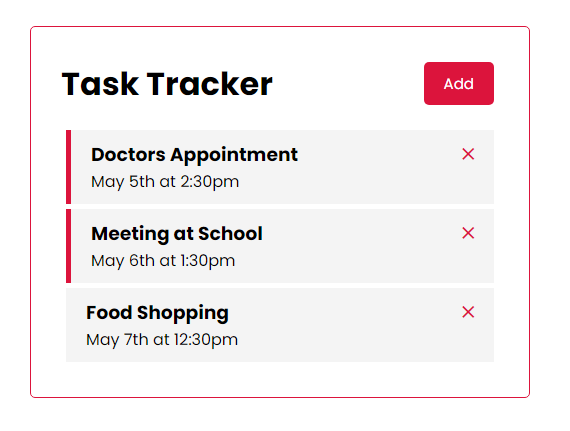 Task Tracker
Add
Doctors Appointment
May 5th at 2:30pm
Meeting at School
May 6th at 1:30pm
Food Shopping
May 7th at 12:30pm